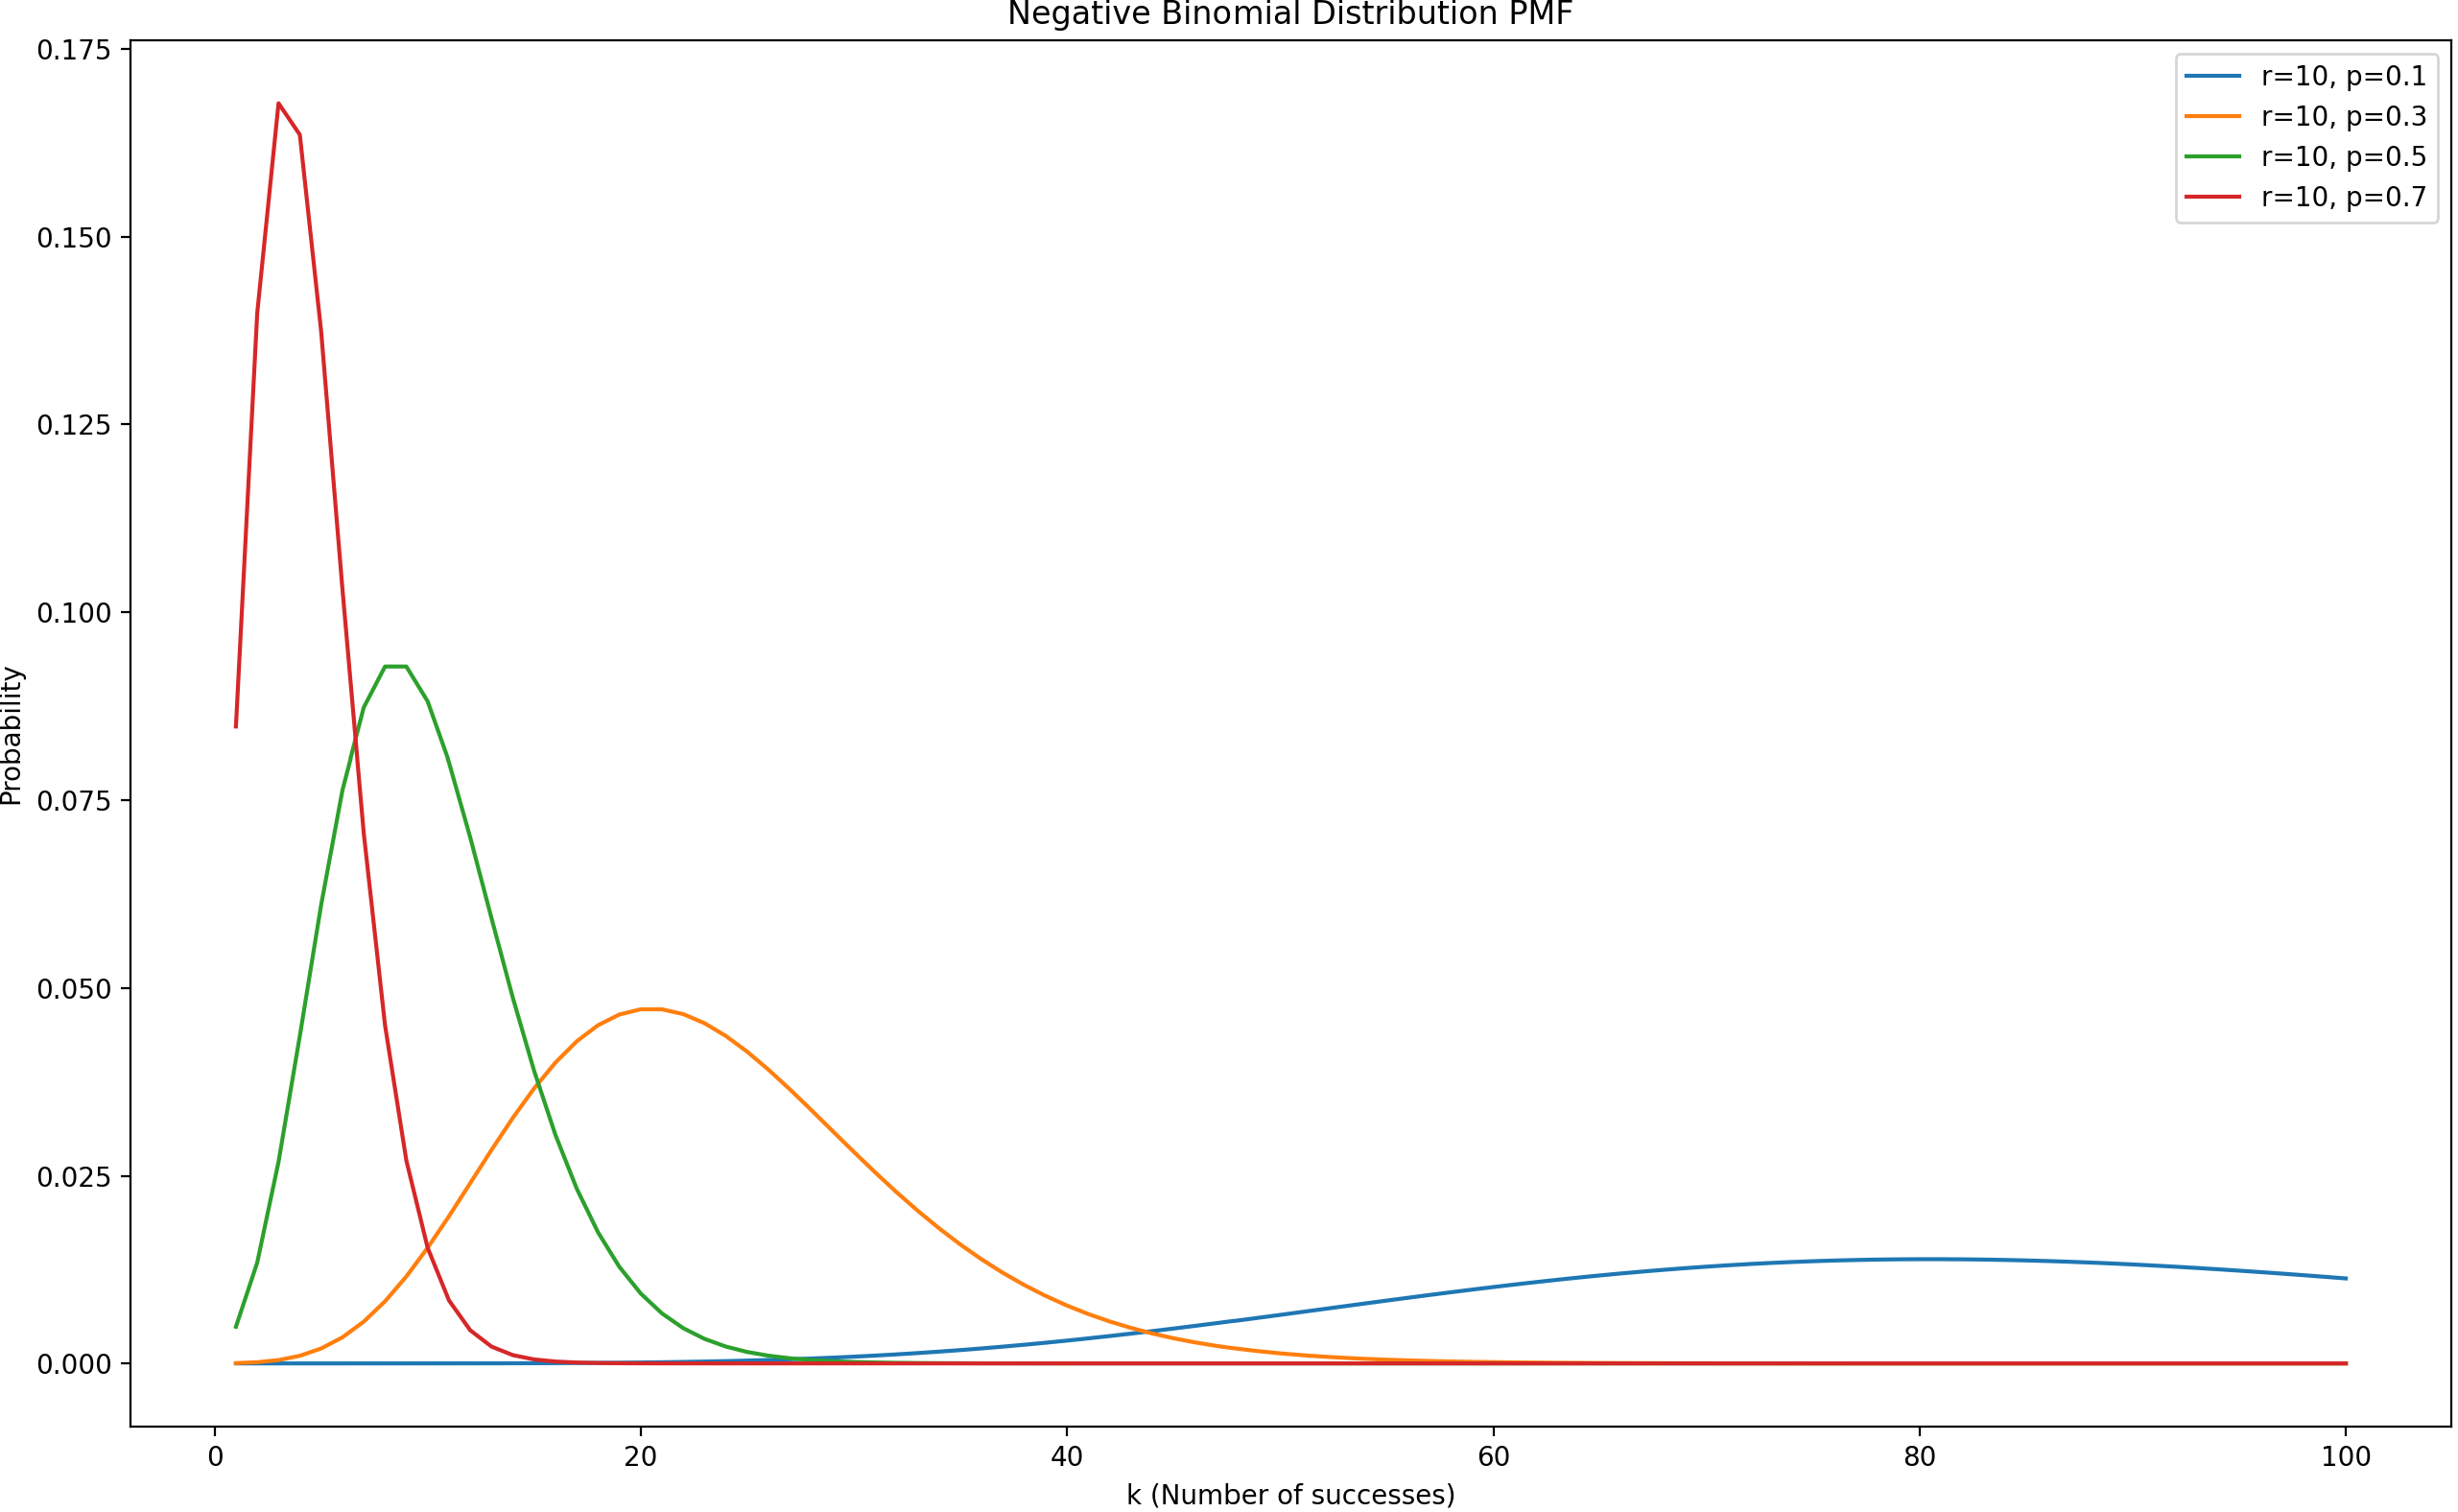 Negative Binomial Distribution PMF
r=10, p=0.1
r=10, p=0.3
r=10, p=0.5
r=10, p=0.7
Probability
0.175
0.150
0.125
0.100
0.075
0.050
0.025
0.000
0 20 40 60 80 100
k (Number of successes)